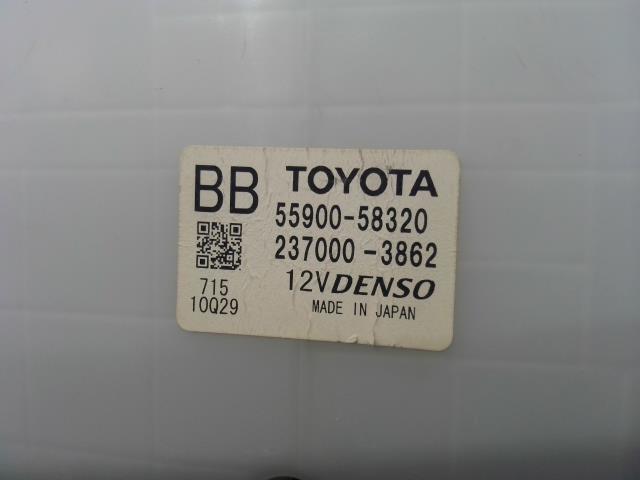 BB TOYOTA
55900-58320
237000-3862
715
12V DENSO
10Q29
MADE IN JAPAN